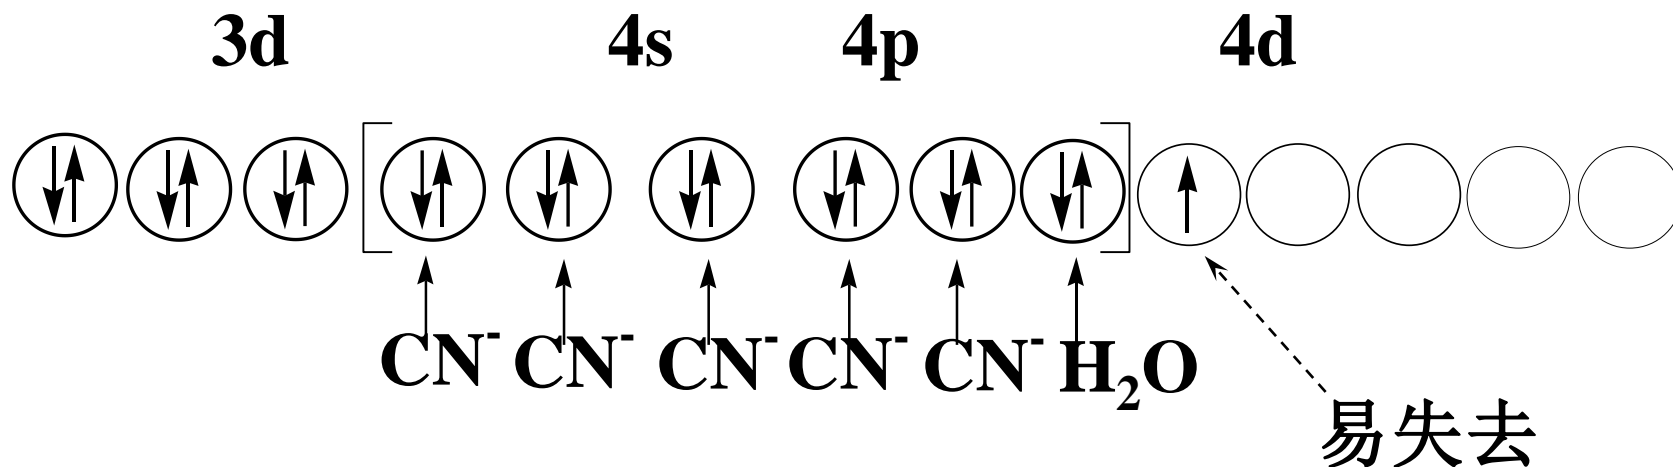 3d 4s 4p 4d
CN⁻ CN⁻ CN⁻ CN⁻ CN⁻ H₂O
易失去